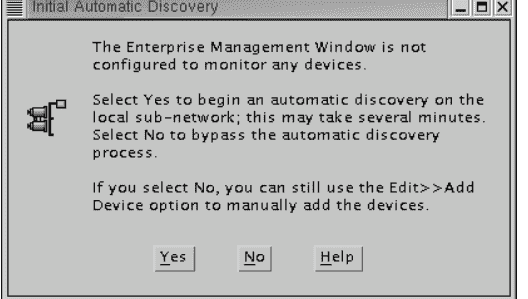 Initial Automatic Discovery
The Enterprise Management Window is not
configured to monitor any devices.
Select Yes to begin an automatic discovery on the
local sub-network; this may take several minutes.
Select No to bypass the automatic discovery
process.
If you select No, you can still use the Edit>>Add
Device option to manually add the devices.
Yes No Help